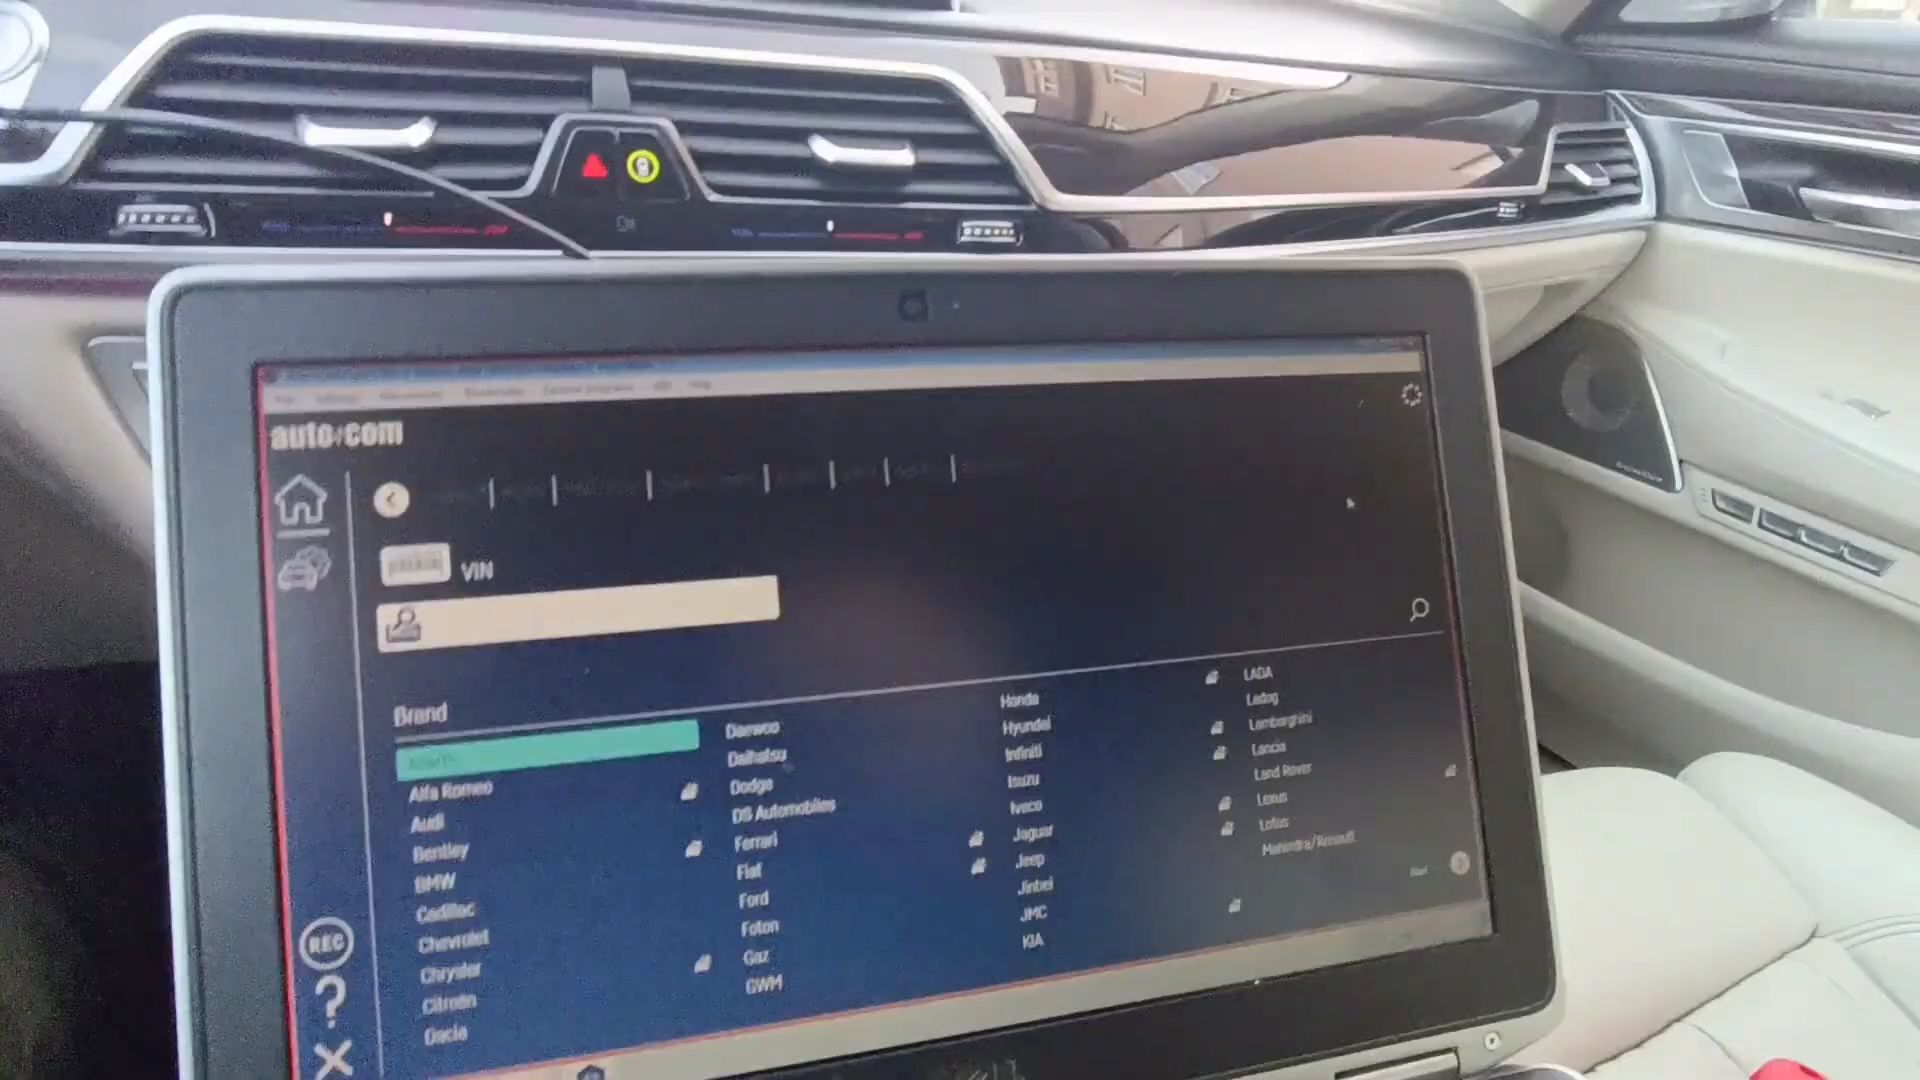 auto:com
VIN
Brand
Alfa Romeo
Audi
Bentley
BMW
Cadillac
Chevrolet
Chrysler
Citroën
Dacia
Daewoo
Daihatsu
Dodge
DS Automobiles
Ferrari
Fiat
Ford
Foton
Gaz
GWM
Honda
Hyundai
Infiniti
Isuzu
Iveco
Jaguar
Jeep
Jinbei
JMC
KIA
LADA
Ladog
Lamborghini
Lancia
Land Rover
Lexus
Lotus
Mahindra/Renault
REC
?